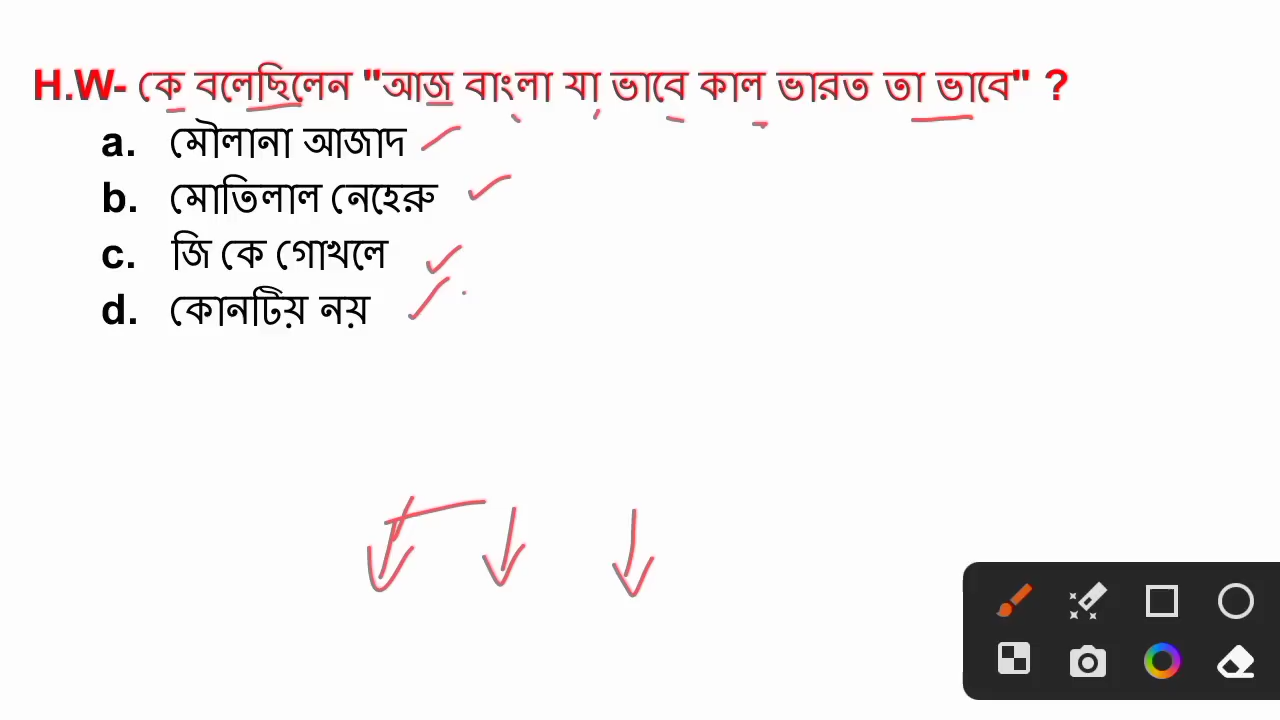 H.W- কে বলেছিলেন "আজ বাংলা যা ভাবে কাল ভারত তা ভাবে" ?
a. মৌলানা আজাদ
b. মোতিলাল নেহেরু
c. জি কে গোখলে
d. কোনটিয় নয়